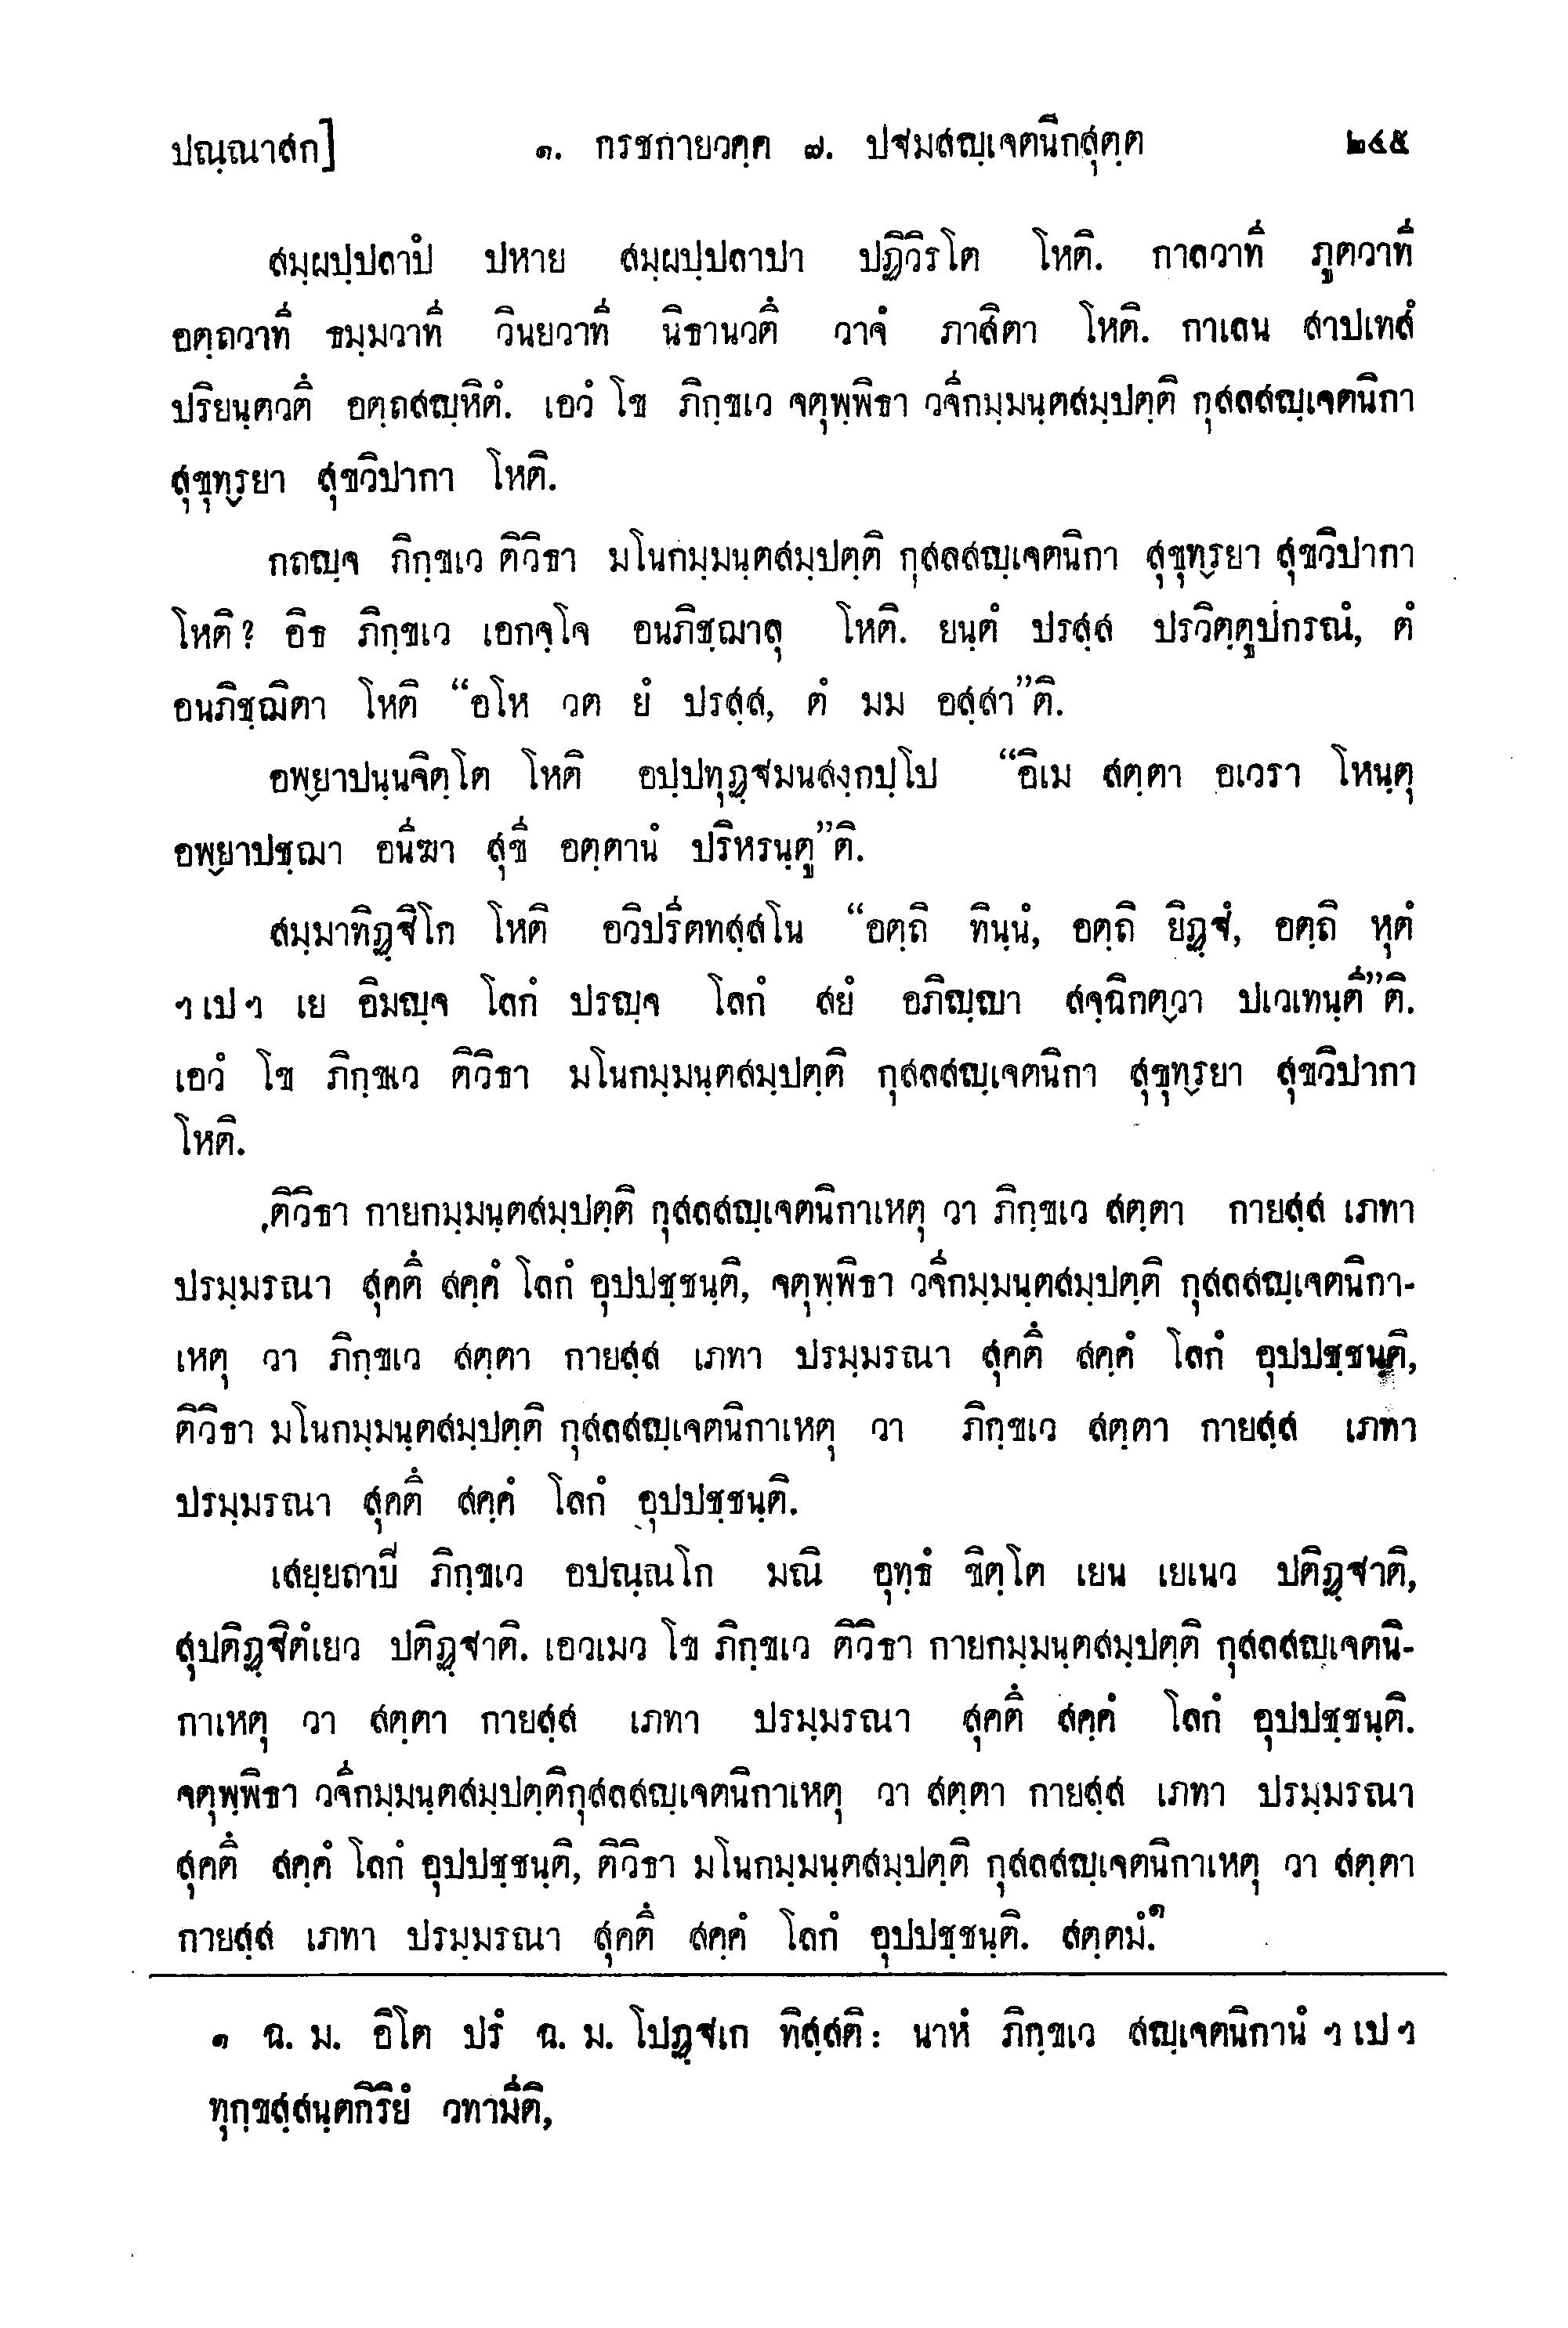 ปณฺณาสก] ๑. กรชกายวคฺค ๗. ปฐมสญฺเจตนิกสุตฺต ๒๔๕
สมฺผปฺปลาปํ ปหาย สมฺผปฺปลาปา ปฏิวิรโต โหติ. กาลวาที ภูตวาที
อตฺถวาที ธมฺมวาที วินยวาที นิธานวตึ วาจํ ภาสิตา โหติ. กาเลน สาปเทสํ
ปริยนฺตวตึ อตฺถสญฺหิตํ. เอวํ โข ภิกฺขเว จตุพฺพิธา วจีกมฺมนฺตสมฺปตฺติ กุสลสญฺเจตนิกา
สุขุทฺรยา สุขวิปากา โหติ.
กถญฺจ ภิกฺขเว ติวิธา มโนกมฺมนฺตสมฺปตฺติ กุสลสญฺเจตนิกา สุขุทฺรยา สุขวิปากา
โหติ? อิธ ภิกฺขเว เอกจฺโจ อนภิชฺฌาลุ โหติ. ยนฺตํ ปรสฺส ปรวิตฺตูปกรณํ, ตํ
อนภิชฺฌิตา โหติ “อโห วต ยํ ปรสฺส, ตํ มม อสฺสา”ติ.
อพฺยาปนฺนจิตฺโต โหติ อปฺปทุฏฺฐมนสงฺกปฺโป “อิเม สตฺตา อเวรา โหนฺตุ
อพฺยาปชฺฌา อนีฆา สุขี อตฺตานํ ปริหรนฺตู”ติ.
สมฺมาทิฏฺฐิโก โหติ อวิปรีตทสฺสโน “อตฺถิ ทินฺนํ, อตฺถิ ยิฏฺฐํ, อตฺถิ หุตํ
ฯเปฯ เย อิมญฺจ โลกํ ปรญฺจ โลกํ สยํ อภิญฺญา สจฺฉิกตฺวา ปเวเทนฺตี”ติ.
เอวํ โข ภิกฺขเว ติวิธา มโนกมฺมนฺตสมฺปตฺติ กุสลสญฺเจตนิกา สุขุทฺรยา สุขวิปากา
โหติ.
ติวิธา กายกมฺมนฺตสมฺปตฺติ กุสลสญฺเจตนิกาเหตุ วา ภิกฺขเว สตฺตา กายสฺส เภทา
ปรมฺมรณา สุคตึ สคฺคํ โลกํ อุปปชฺชนฺติ, จตุพฺพิธา วจีกมฺมนฺตสมฺปตฺติ กุสลสญฺเจตนิกา-
เหตุ วา ภิกฺขเว สตฺตา กายสฺส เภทา ปรมฺมรณา สุคตึ สคฺคํ โลกํ อุปปชฺชนฺติ,
ติวิธา มโนกมฺมนฺตสมฺปตฺติ กุสลสญฺเจตนิกาเหตุ วา ภิกฺขเว สตฺตา กายสฺส เภทา
ปรมฺมรณา สุคตึ สคฺคํ โลกํ อุปปชฺชนฺติ.
เสยฺยถาปิ ภิกฺขเว อปณฺณโก มณิ อุทฺธํ ขิตฺโต เยน เยเนว ปติฏฺฐาติ,
สุปติฏฺฐิตํเยว ปติฏฺฐาติ. เอวเมว โข ภิกฺขเว ติวิธา กายกมฺมนฺตสมฺปตฺติ กุสลสญฺเจตนิ-
กาเหตุ วา สตฺตา กายสฺส เภทา ปรมฺมรณา สุคตึ สคฺคํ โลกํ อุปปชฺชนฺติ.
จตุพฺพิธา วจีกมฺมนฺตสมฺปตฺติกุสลสญฺเจตนิกาเหตุ วา สตฺตา กายสฺส เภทา ปรมฺมรณา
สุคตึ สคฺคํ โลกํ อุปปชฺชนฺติ, ติวิธา มโนกมฺมนฺตสมฺปตฺติ กุสลสญฺเจตนิกาเหตุ วา สตฺตา
กายสฺส เภทา ปรมฺมรณา สุคตึ สคฺคํ โลกํ อุปปชฺชนฺติ. สตฺตมํ.๑
๑ ฉ. ม. อิโต ปรํ ฉ. ม. โปฏฺฐเก ทิสฺสติ: นาหํ ภิกฺขเว สญฺเจตนิกานํ ฯเปฯ
ทุกฺขสฺสนฺตกิริยํ วทามีติ,